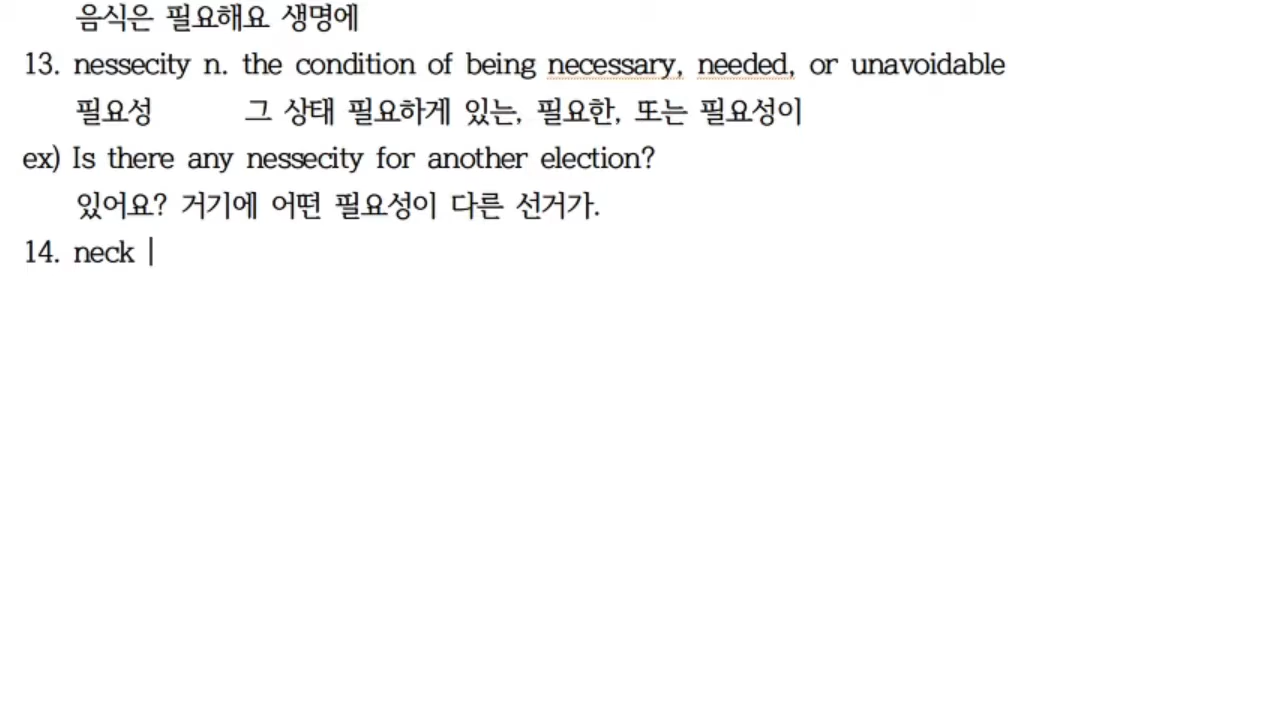 음식은 필요해요 생명에
13. nessecity n. the condition of being necessary, needed, or unavoidable
필요성 그 상태 필요하게 있는, 필요한, 또는 필요성이
ex) Is there any nessecity for another election?
있어요? 거기에 어떤 필요성이 다른 선거가.
14. neck